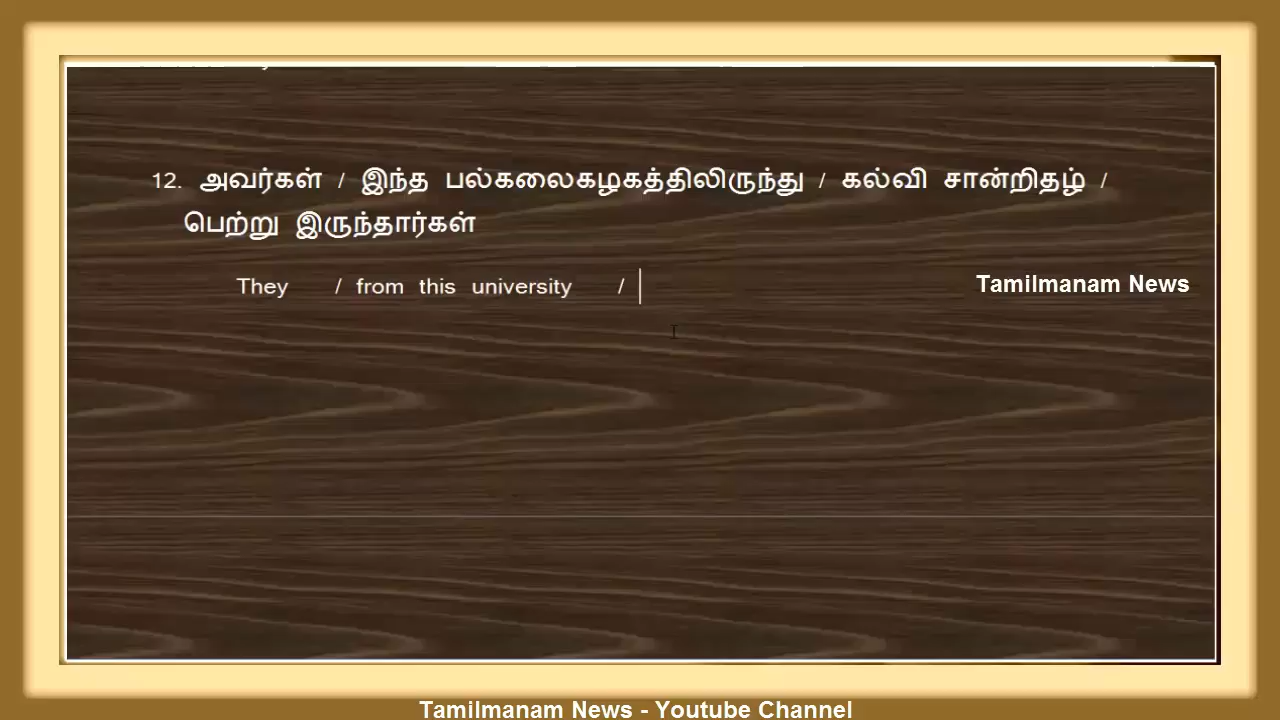 12. அவர்கள் / இந்த பல்கலைகழகத்திலிருந்து / கல்வி சான்றிதழ் /
பெற்று இருந்தார்கள்
They / from this university /
Tamilmanam News
Tamilmanam News - Youtube Channel